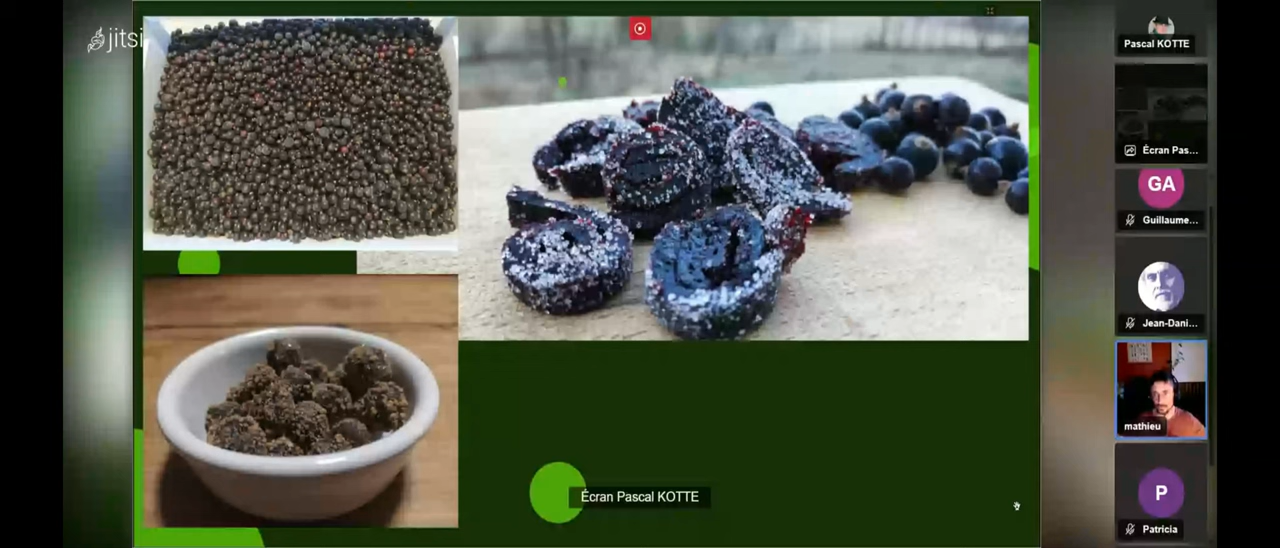 jitsi
Pascal KOTTE
Écran Pas...
GA
Guillaume...
Jean-Dani...
mathieu
P
Patricia
Écran Pascal KOTTE